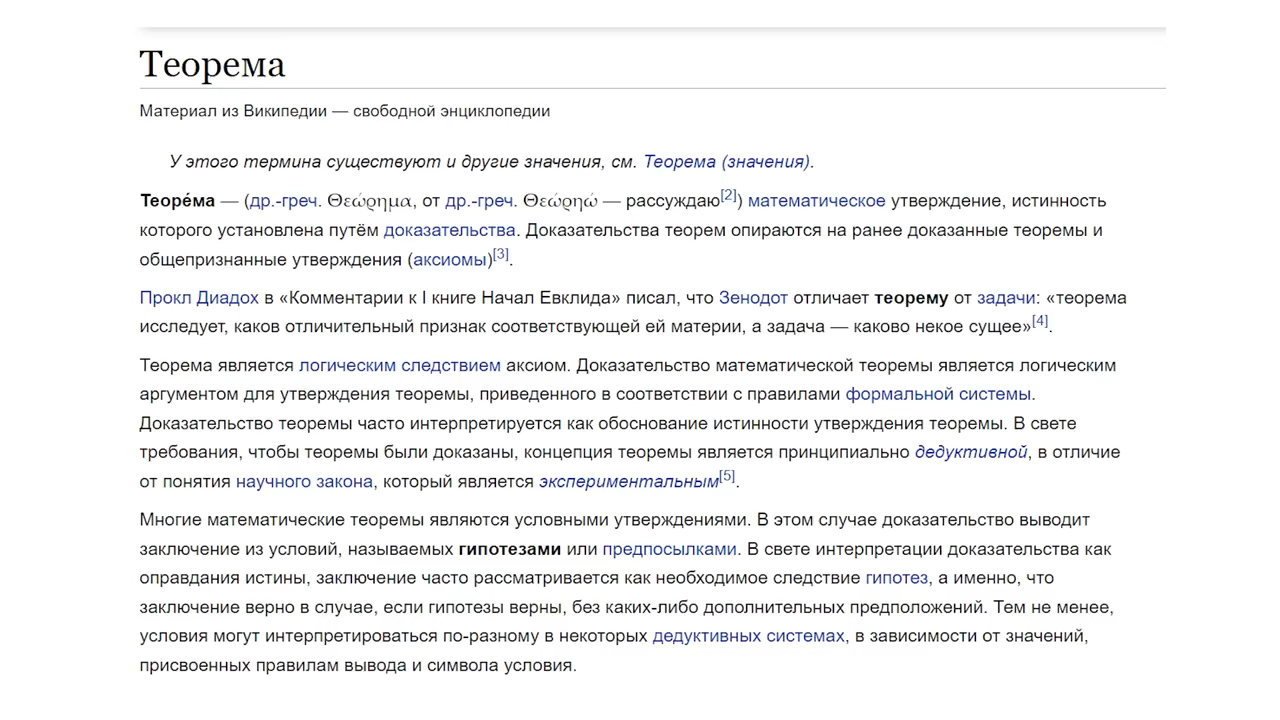 Теорема
Материал из Википедии — свободной энциклопедии
У этого термина существуют и другие значения, см. Теорема (значения).
Теоре́ма — (др.-греч. Θεώρημα, от др.-греч. Θεώρηώ — рассуждаю[2]) математическое утверждение, истинность
которого установлена путём доказательства. Доказательства теорем опираются на ранее доказанные теоремы и
общепризнанные утверждения (аксиомы)[3].
Прокл Диадох в «Комментарии к I книге Начал Евклида» писал, что Зенодот отличает теорему от задачи: «теорема
исследует, каков отличительный признак соответствующей ей материи, а задача — каково некое сущее»[4].
Теорема является логическим следствием аксиом. Доказательство математической теоремы является логическим
аргументом для утверждения теоремы, приведенного в соответствии с правилами формальной системы.
Доказательство теоремы часто интерпретируется как обоснование истинности утверждения теоремы. В свете
требования, чтобы теоремы были доказаны, концепция теоремы является принципиально дедуктивной, в отличие
от понятия научного закона, который является экспериментальным[5].
Многие математические теоремы являются условными утверждениями. В этом случае доказательство выводит
заключение из условий, называемых гипотезами или предпосылками. В свете интерпретации доказательства как
оправдания истины, заключение часто рассматривается как необходимое следствие гипотез, а именно, что
заключение верно в случае, если гипотезы верны, без каких-либо дополнительных предположений. Тем не менее,
условия могут интерпретироваться по-разному в некоторых дедуктивных системах, в зависимости от значений,
присвоенных правилам вывода и символа условия.